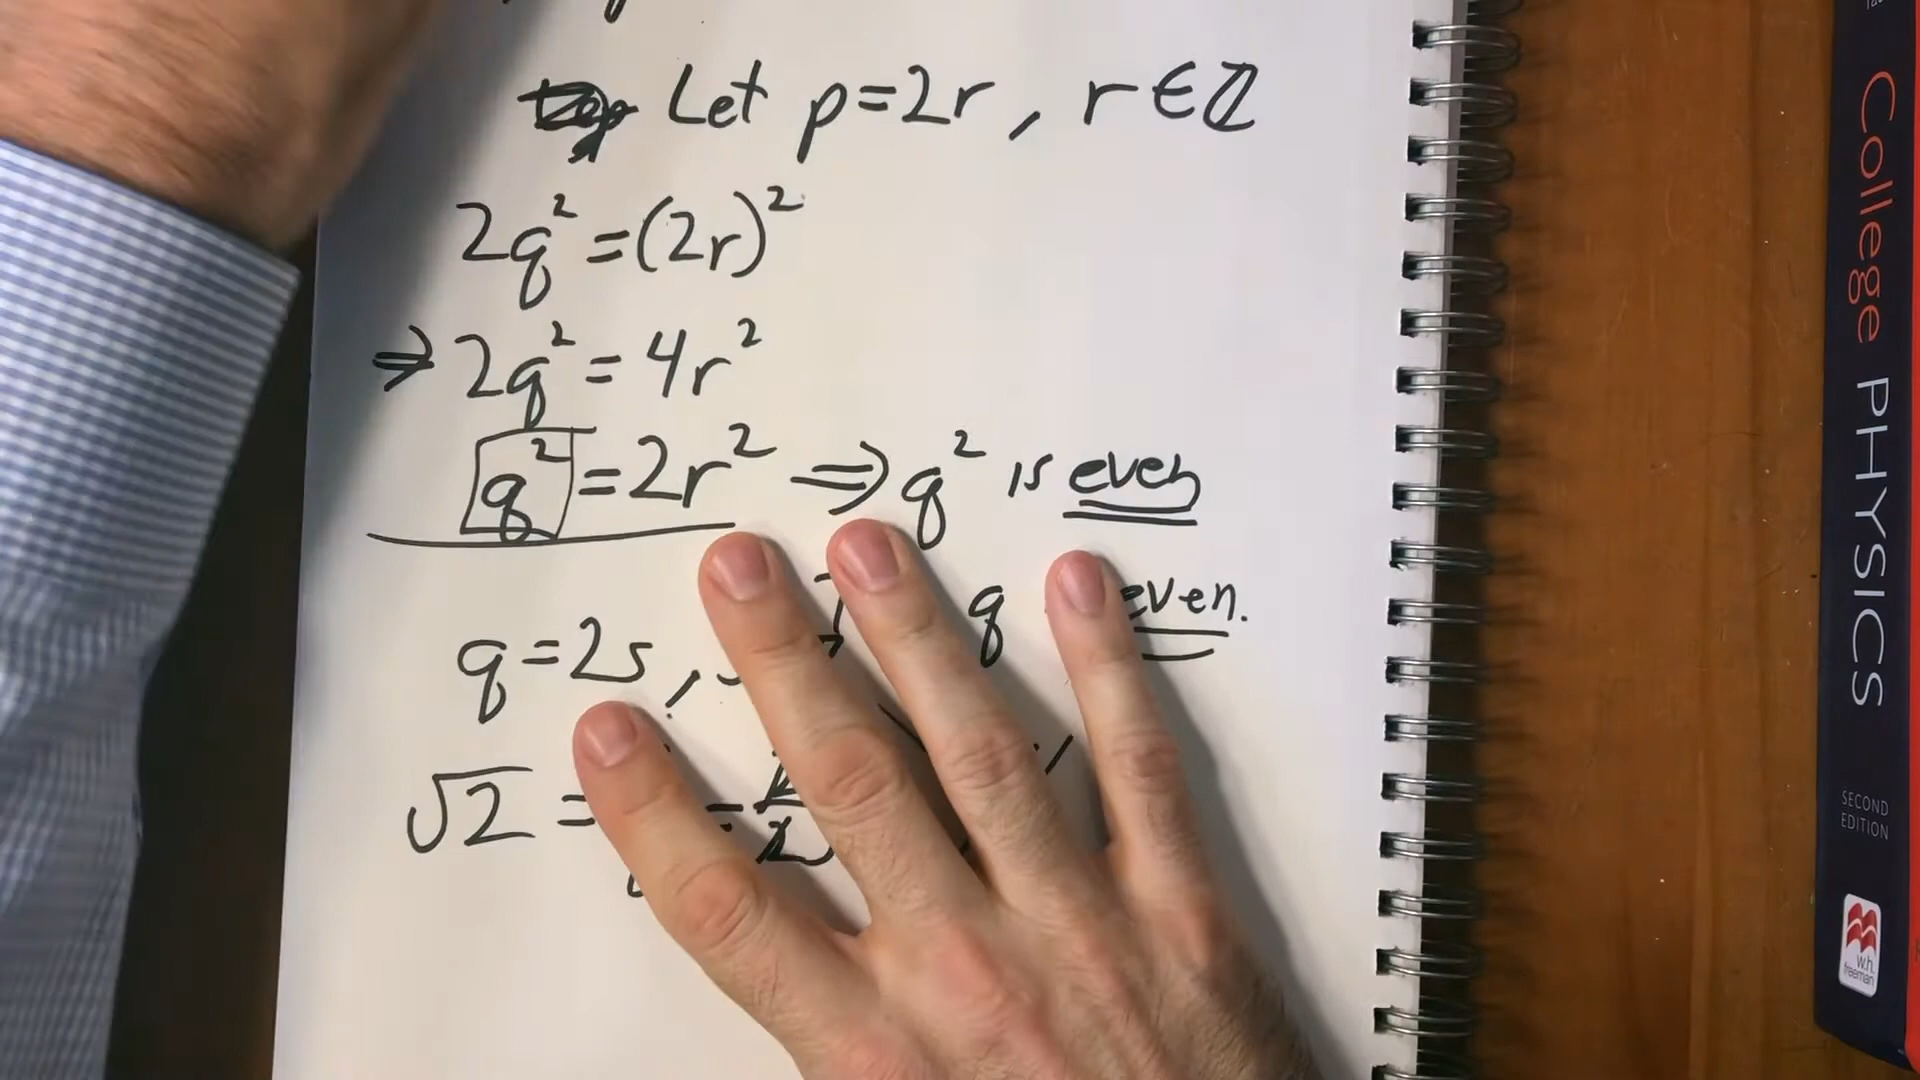 Let p=2r, r∈ℤ
2q²=(2r)²
⇒ 2q²=4r²
q²=2r² ⇒ q² is even
q even.
q=2s,
√2 =
College PHYSICS
SECOND EDITION
w.h. freeman